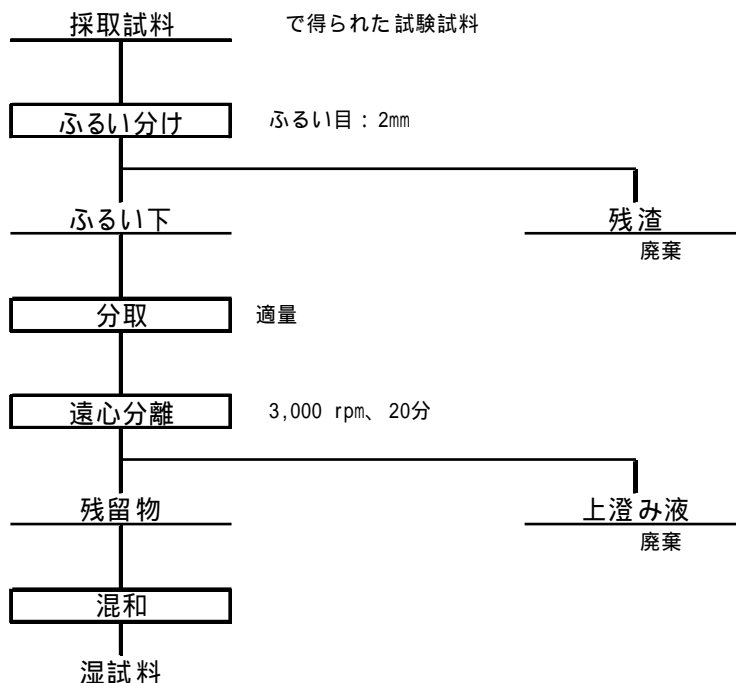 採取試料 で得られた試験試料
ふるい分け ふるい目：2㎜
ふるい下 残渣
廃棄
分取 適量
遠心分離 3,000 rpm、20分
残留物 上澄み液
廃棄
混和
湿試料